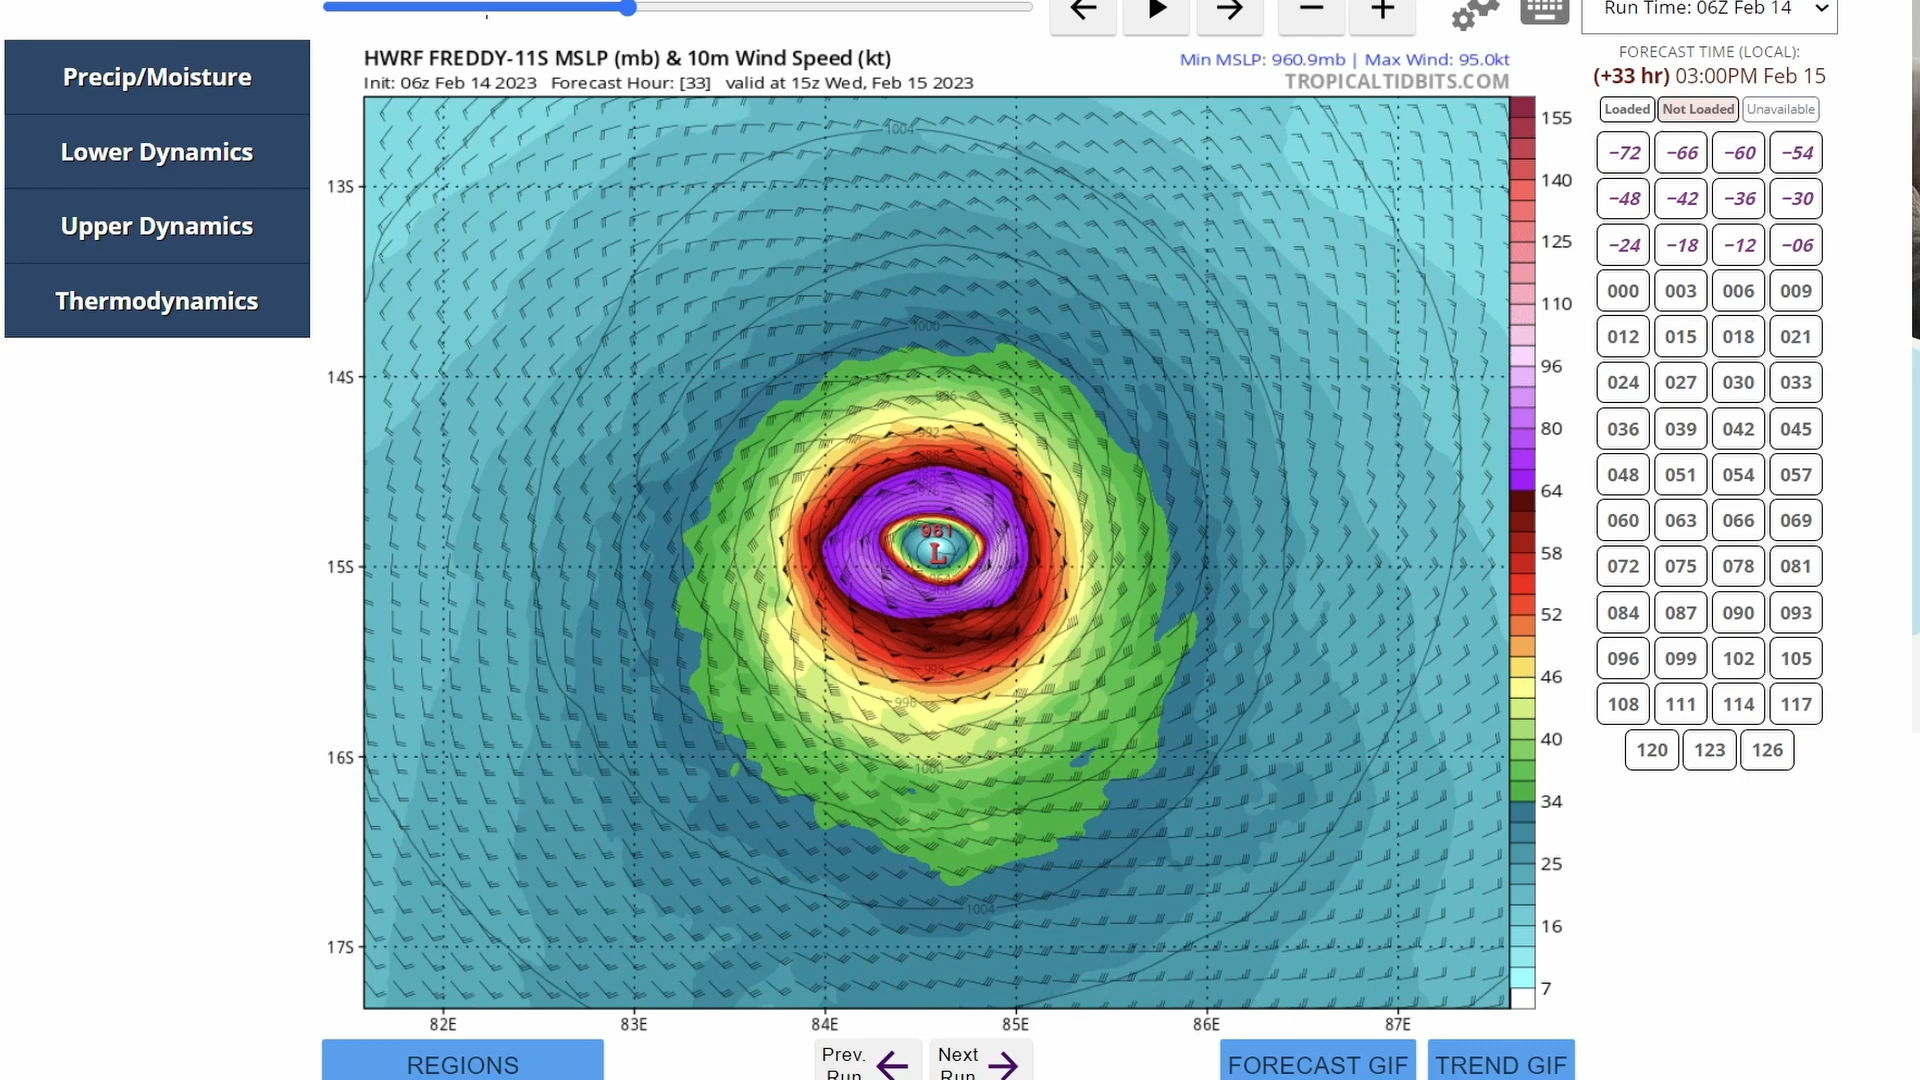 Run Time: 06Z Feb 14
Precip/Moisture
Lower Dynamics
Upper Dynamics
Thermodynamics
HWRF FREDDY-11S MSLP (mb) & 10m Wind Speed (kt)
Min MSLP: 960.9mb | Max Wind: 95.0kt
Init: 06z Feb 14 2023 Forecast Hour: [33] valid at 15z Wed, Feb 15 2023
TROPICALTIDBITS.COM
FORECAST TIME (LOCAL):
(+33 hr) 03:00PM Feb 15
Loaded Not Loaded Unavailable
−72 −66 −60 −54
−48 −42 −36 −30
−24 −18 −12 −06
000 003 006 009
012 015 018 021
024 027 030 033
036 039 042 045
048 051 054 057
060 063 066 069
072 075 078 081
084 087 090 093
096 099 102 105
108 111 114 117
120 123 126
13S
14S
15S
16S
17S
1004
1000
996
992
976
961
L
992
996
1000
1004
155
140
125
110
96
80
64
58
52
46
40
34
25
16
7
82E 83E 84E 85E 86E 87E
REGIONS
Prev.
Run
Next
Run
FORECAST GIF
TREND GIF